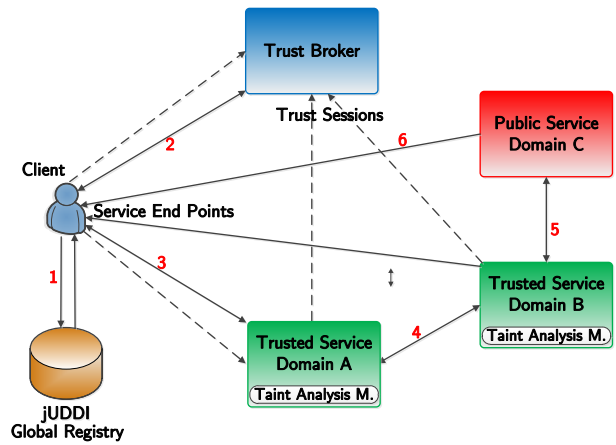 Trust Broker
Trust Sessions
Public Service
Domain C
2
6
Client
Service End Points
5
1
3
Trusted Service
Domain B
Taint Analysis M.
4
Trusted Service
Domain A
Taint Analysis M.
jUDDI
Global Registry